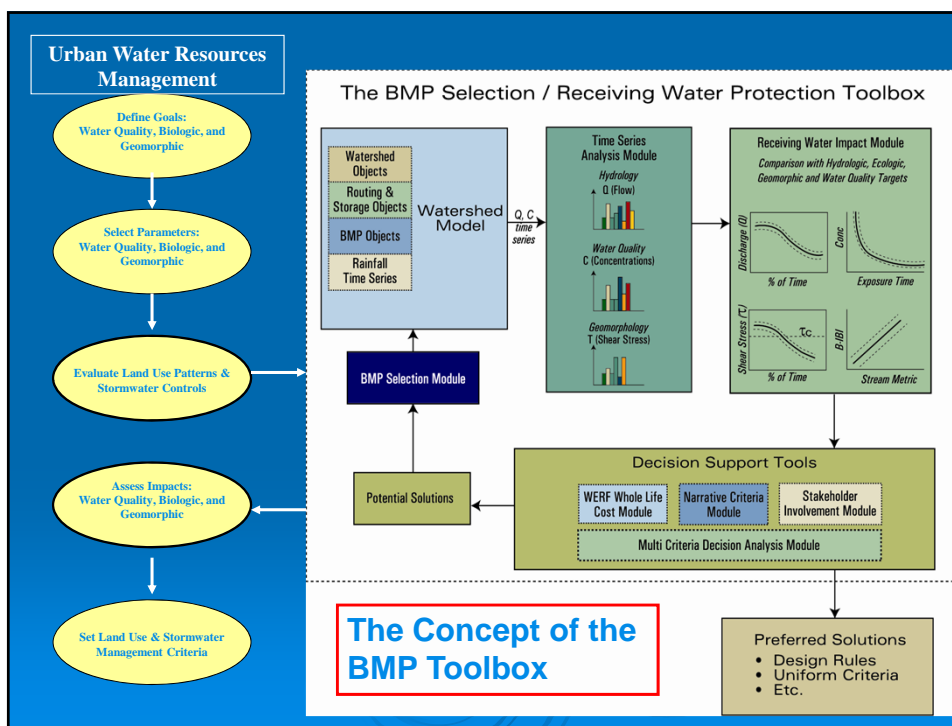 Urban Water Resources
Management
Define Goals:
Water Quality, Biologic, and
Geomorphic
Select Parameters:
Water Quality, Biologic, and
Geomorphic
Evaluate Land Use Patterns &
Stormwater Controls
Assess Impacts:
Water Quality, Biologic, and
Geomorphic
Set Land Use & Stormwater
Management Criteria
The BMP Selection / Receiving Water Protection Toolbox
Watershed
Objects
Routing &
Storage Objects
BMP Objects
Rainfall
Time Series
Watershed
Model
Q, C
time
series
Time Series
Analysis Module
Hydrology
Q (Flow)
Water Quality
C (Concentrations)
Geomorphology
T (Shear Stress)
Receiving Water Impact Module
Comparison with Hydrologic, Ecologic,
Geomorphic and Water Quality Targets
Discharge (Q)
% of Time
Conc
Exposure Time
Shear Stress (τ)
τc
% of Time
B-IBI
Stream Metric
BMP Selection Module
Potential Solutions
Decision Support Tools
WERF Whole Life
Cost Module
Narrative Criteria
Module
Stakeholder
Involvement Module
Multi Criteria Decision Analysis Module
The Concept of the
BMP Toolbox
Preferred Solutions
• Design Rules
• Uniform Criteria
• Etc.